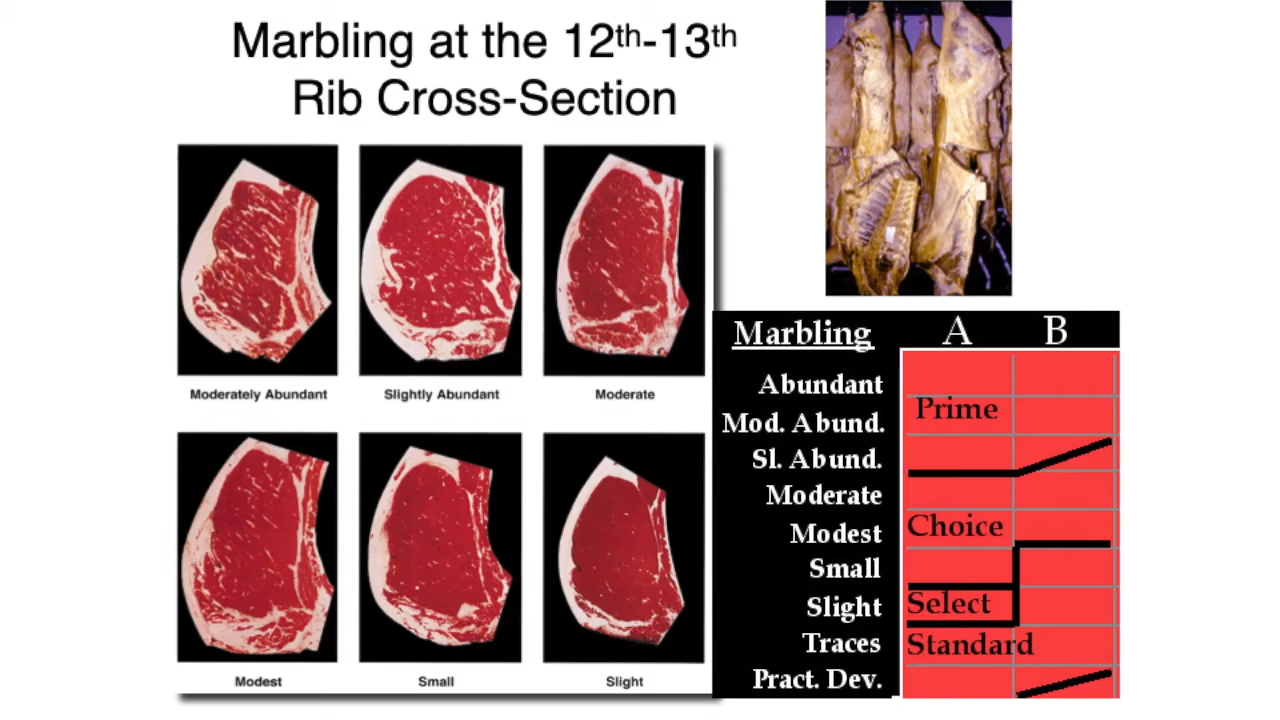 Marbling at the 12th-13th
Rib Cross-Section
Moderately Abundant
Slightly Abundant
Moderate
Modest
Small
Slight
Marbling A B
Abundant
Prime
Mod. Abund.
Sl. Abund.
Moderate
Choice
Modest
Small
Select
Slight
Traces Standard
Pract. Dev.